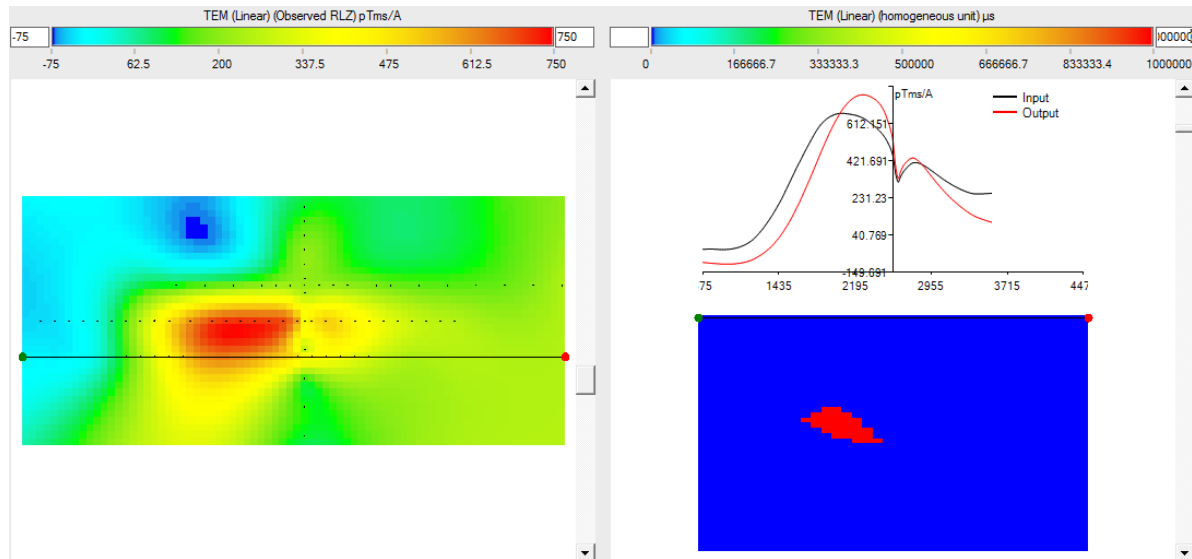 TEM (Linear) (Observed RLZ) pTms/A
-75 750
-75 62.5 200 337.5 475 612.5 750
TEM (Linear) (homogeneous unit) µs
0 166666.7 333333.3 500000 666666.7 833333.4 1000000
pTms/A
Input
Output
612.151
421.691
231.23
40.769
-149.691
75 1435 2195 2955 3715 447